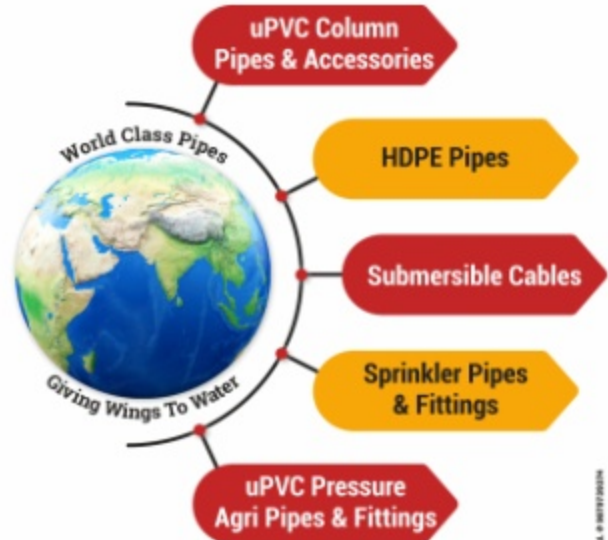 uPVC Column
Pipes & Accessories
World Class Pipes
HDPE Pipes
Submersible Cables
Giving Wings To Water
Sprinkler Pipes
& Fittings
uPVC Pressure
Agri Pipes & Fittings